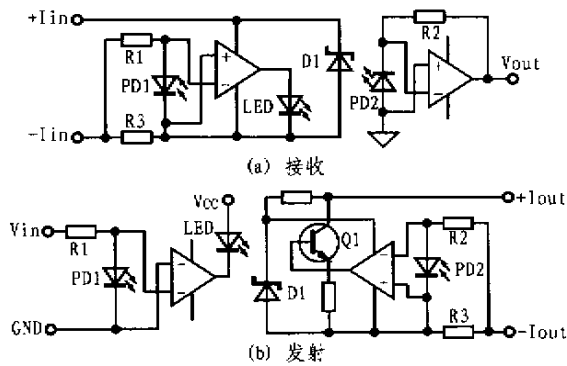 +Iin
R1
PD1
+
−
LED
D1
R3
−Iin
R2
PD2
+
−
Vout
(a) 接收
Vin
R1
PD1
−
−
Vcc
LED
GND
D1
Q1
−
+
R2
PD2
R3
+Iout
−Iout
(b) 发射